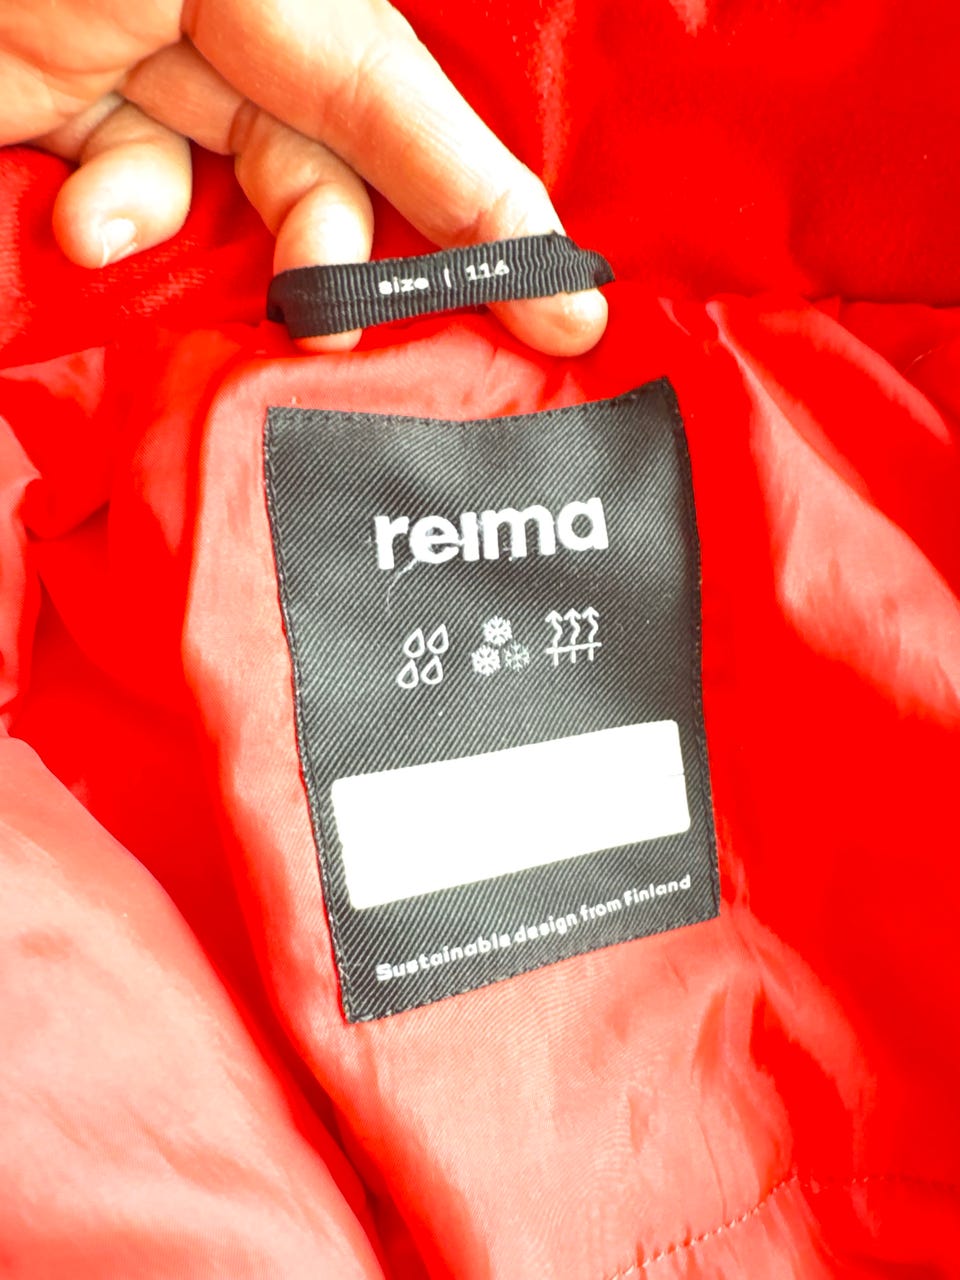 size | 116
reima
Sustainable design from Finland